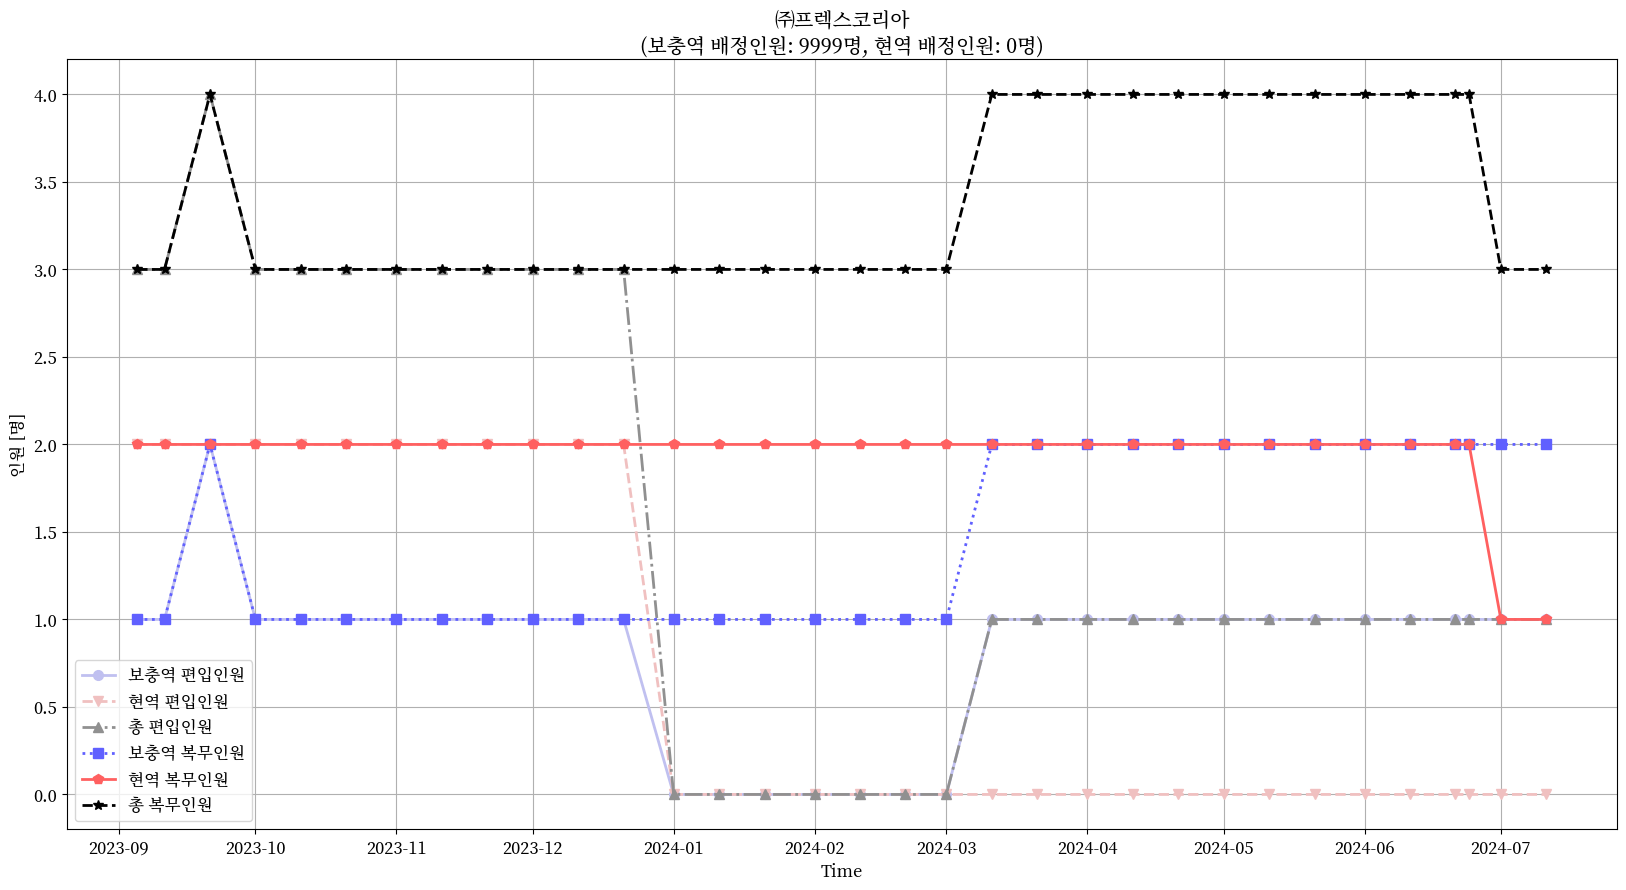 ㈜프렉스코리아
(보충역 배정인원: 9999명, 현역 배정인원: 0명)
4.0
3.5
3.0
2.5
2.0
1.5
1.0
0.5
0.0
인원 [명]
보충역 편입인원
현역 편입인원
총 편입인원
보충역 복무인원
현역 복무인원
총 복무인원
2023-09 2023-10 2023-11 2023-12 2024-01 2024-02 2024-03 2024-04 2024-05 2024-06 2024-07
Time